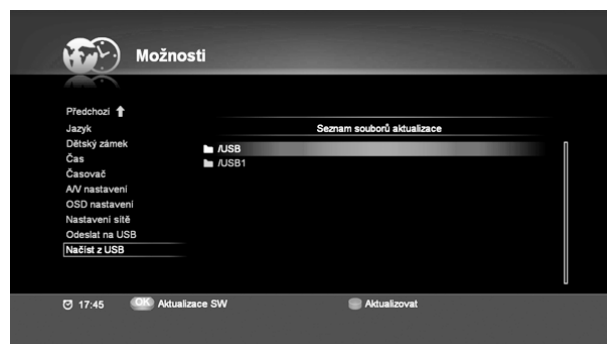 Možnosti
Předchozí
Jazyk
Dětský zámek
Čas
Časovač
A/V nastavení
OSD nastavení
Nastavení sítě
Odeslat na USB
Načíst z USB
Seznam souborů aktualizace
/USB
/USB1
17:45 OK Aktualizace SW Aktualizovat